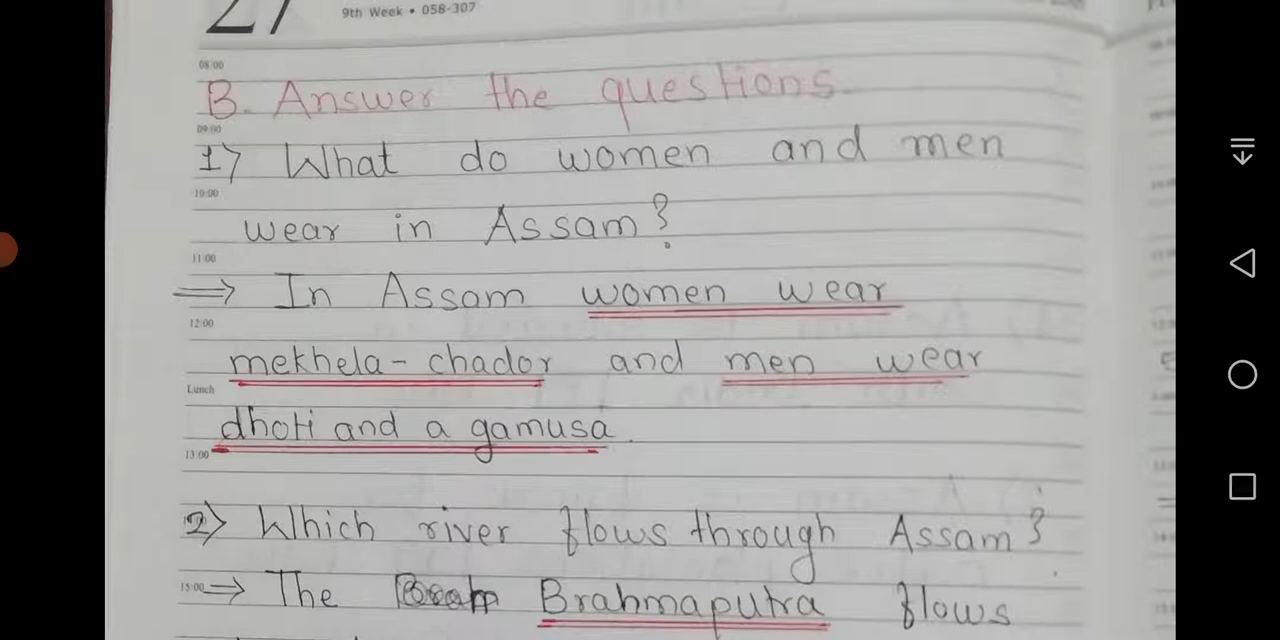 27
9th Week • 058-307
08:00
B. Answer the questions.
09:00
1) What do women and men
10:00
wear in Assam?
11:00
⇒ In Assam women wear
12:00
mekhela-chador and men wear
Lunch
dhoti and a gamusa.
13:00
2) Which river flows through Assam?
15:00 ⇒ The Brahmaputra flows